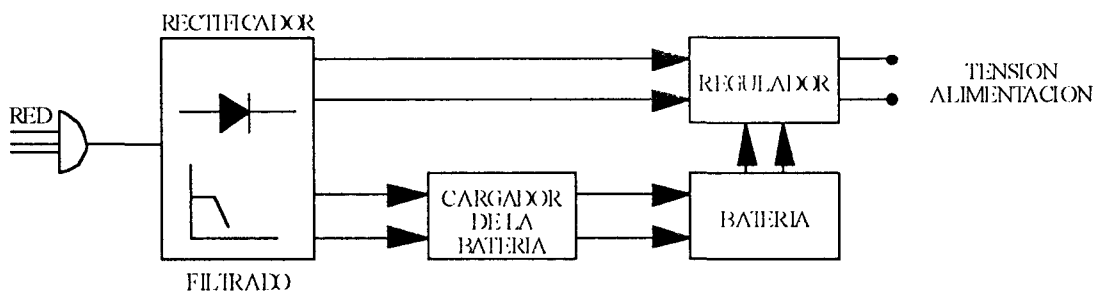 RECTIFICADOR
RED
REGULADOR
TENSION
ALIMENTACION
CARGADOR
DE LA
BATERIA
BATERIA
FILTRADO